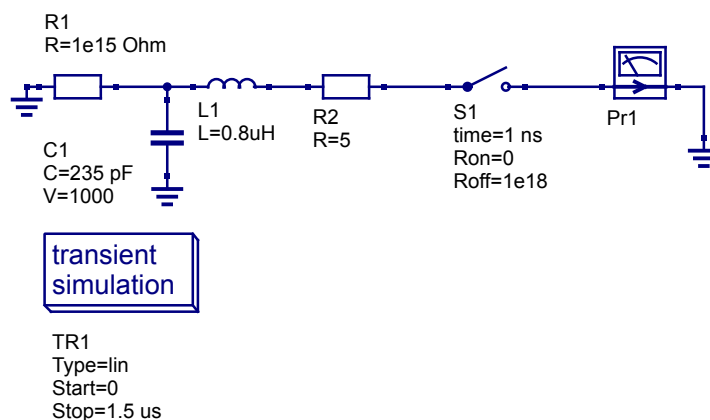 R1
R=1e15 Ohm
L1
L=0.8uH
R2
R=5
S1
time=1 ns
Ron=0
Roff=1e18
Pr1
C1
C=235 pF
V=1000
transient
simulation
TR1
Type=lin
Start=0
Stop=1.5 us